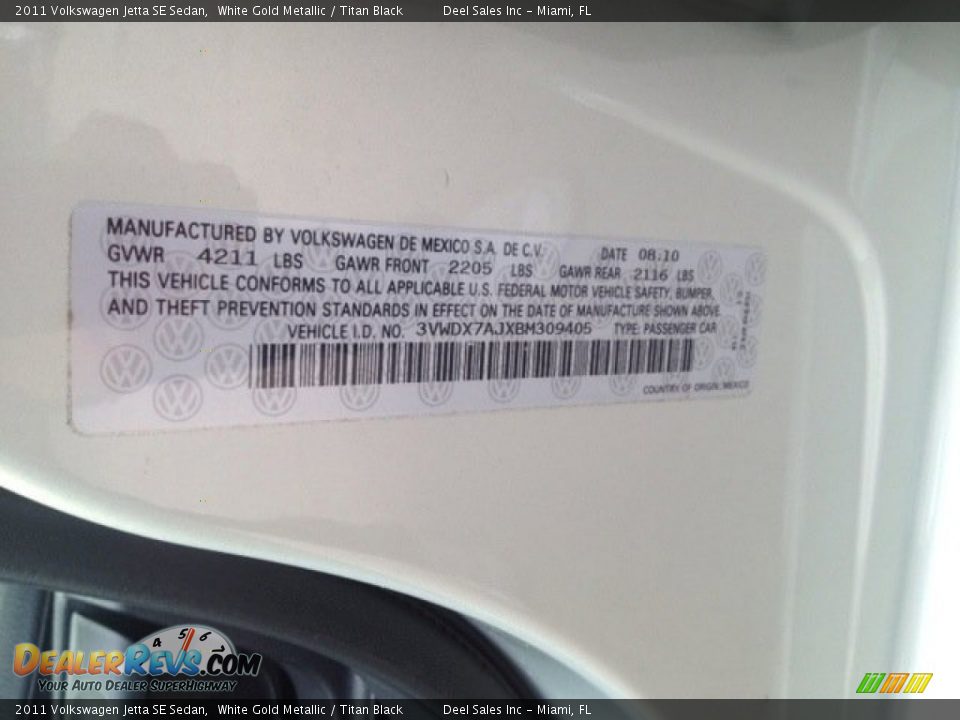 2011 Volkswagen Jetta SE Sedan, White Gold Metallic / Titan Black Deel Sales Inc - Miami, FL
MANUFACTURED BY VOLKSWAGEN DE MEXICO S.A. DE C.V. DATE 08.10
GVWR 4211 LBS GAWR FRONT 2205 LBS GAWR REAR 2116 LBS
THIS VEHICLE CONFORMS TO ALL APPLICABLE U.S. FEDERAL MOTOR VEHICLE SAFETY, BUMPER,
AND THEFT PREVENTION STANDARDS IN EFFECT ON THE DATE OF MANUFACTURE SHOWN ABOVE
VEHICLE I.D. NO. 3VWDX7AJXBM309405 TYPE: PASSENGER CAR
COUNTRY OF ORIGIN: MEXICO
4 5 6
DEALERREVS.COM
YOUR AUTO DEALER SUPERHIGHWAY
2011 Volkswagen Jetta SE Sedan, White Gold Metallic / Titan Black Deel Sales Inc - Miami, FL